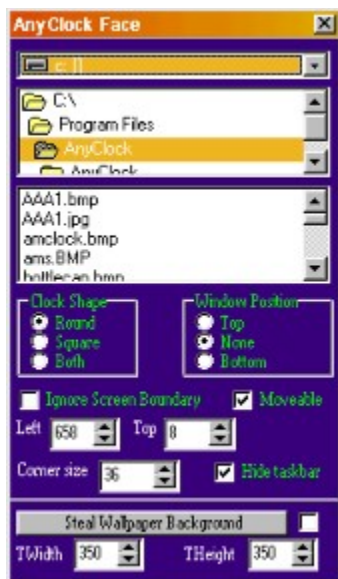 AnyClock Face
c: []
C:\
Program Files
AnyClock
AnyClock
AAA1.bmp
AAA1.jpg
amclock.bmp
ams.BMP
bottlecap.bmp
Clock Shape
Round
Square
Both
Window Position
Top
None
Bottom
Ignore Screen Boundary
Moveable
Left 658 Top 8
Corner size 36 Hide taskbar
Steal Wallpaper Background
TWidth 350 THeight 350